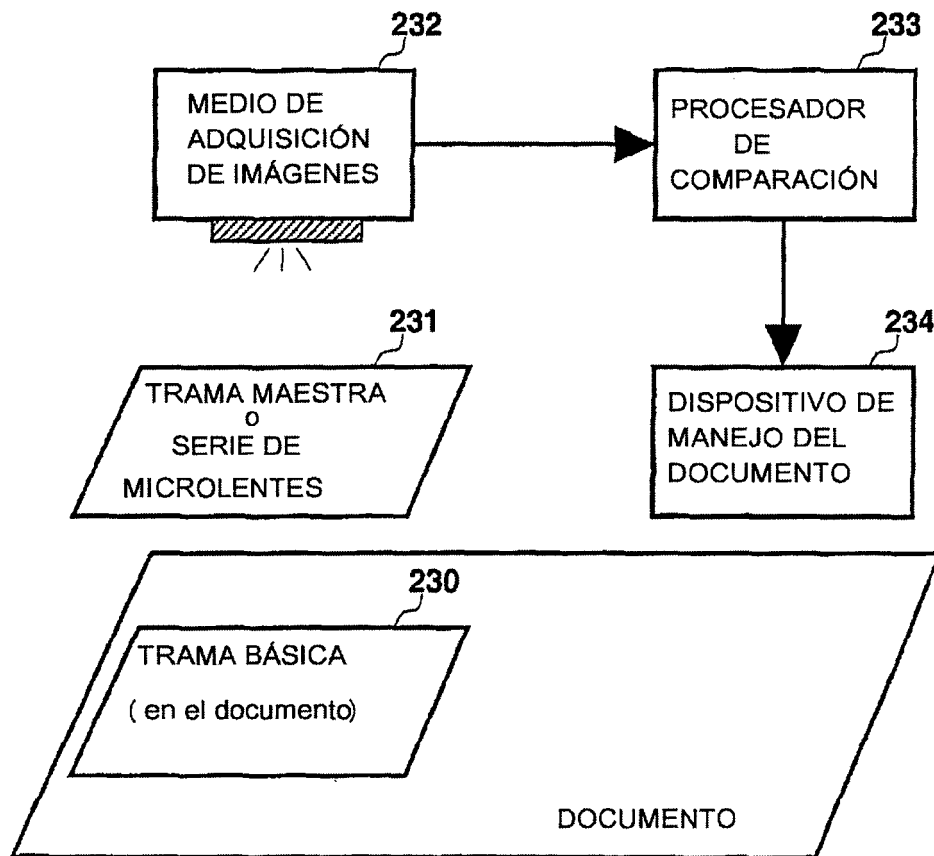 232
MEDIO DE
ADQUISICIÓN
DE IMÁGENES
233
PROCESADOR
DE
COMPARACIÓN
231
TRAMA MAESTRA
o
SERIE DE
MICROLENTES
234
DISPOSITIVO DE
MANEJO DEL
DOCUMENTO
230
TRAMA BÁSICA
( en el documento)
DOCUMENTO